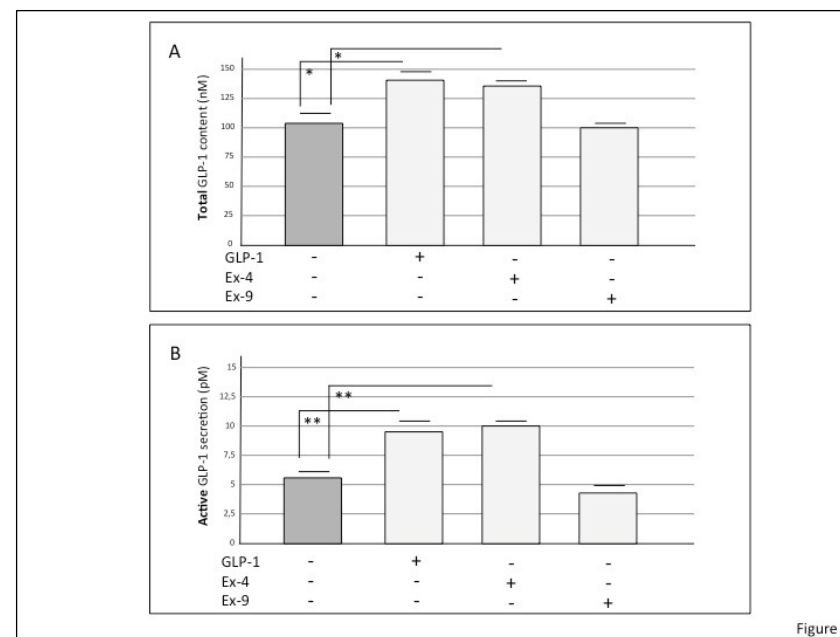 A
Total GLP-1 content (nM)
150
125
100
75
50
25
0
* *
GLP-1 - + - -
Ex-4 - - + -
Ex-9 - - - +
B
Active GLP-1 secretion (pM)
15
12,5
10
7,5
5
2,5
0
** **
GLP-1 - + - -
Ex-4 - - + -
Ex-9 - - - +
Figure